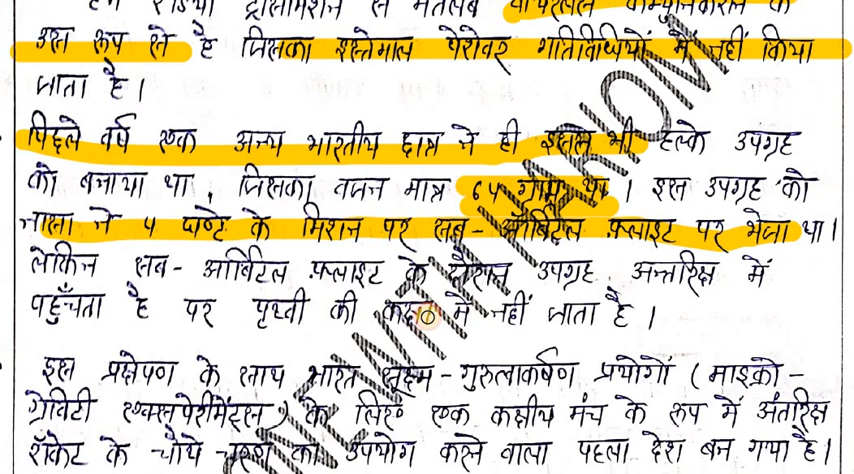 रेडियो ट्रांसमिशन से मतलब वायरलेस कम्युनिकेशन के
उस रूप से है जिसका इस्तेमाल पेशेवर गतिविधियों में नहीं किया
जाता है।
पिछले वर्ष एक अन्य भारतीय छात्र ने ही इससे भी हल्के उपग्रह
को बनाया था, जिसका वजन मात्र 64 ग्राम था। इस उपग्रह को
नासा ने 4 घण्टे के मिशन पर सब-ऑर्बिटल फ़्लाइट पर भेजा था।
लेकिन सब-ऑर्बिटल फ़्लाइट के दौरान उपग्रह अन्तरिक्ष में
पहुँचता है पर पृथ्वी की कक्षा में नहीं जाता है।
इस प्रक्षेपण के साथ भारत सूक्ष्म-गुरुत्वाकर्षण प्रयोगों (माइक्रो-
ग्रेविटी एक्सपेरीमेंट्स) के लिए एक कक्षीय मंच के रूप में अंतरिक्ष
रॉकेट के चौथे चरण का उपयोग करने वाला पहला देश बन गया है।